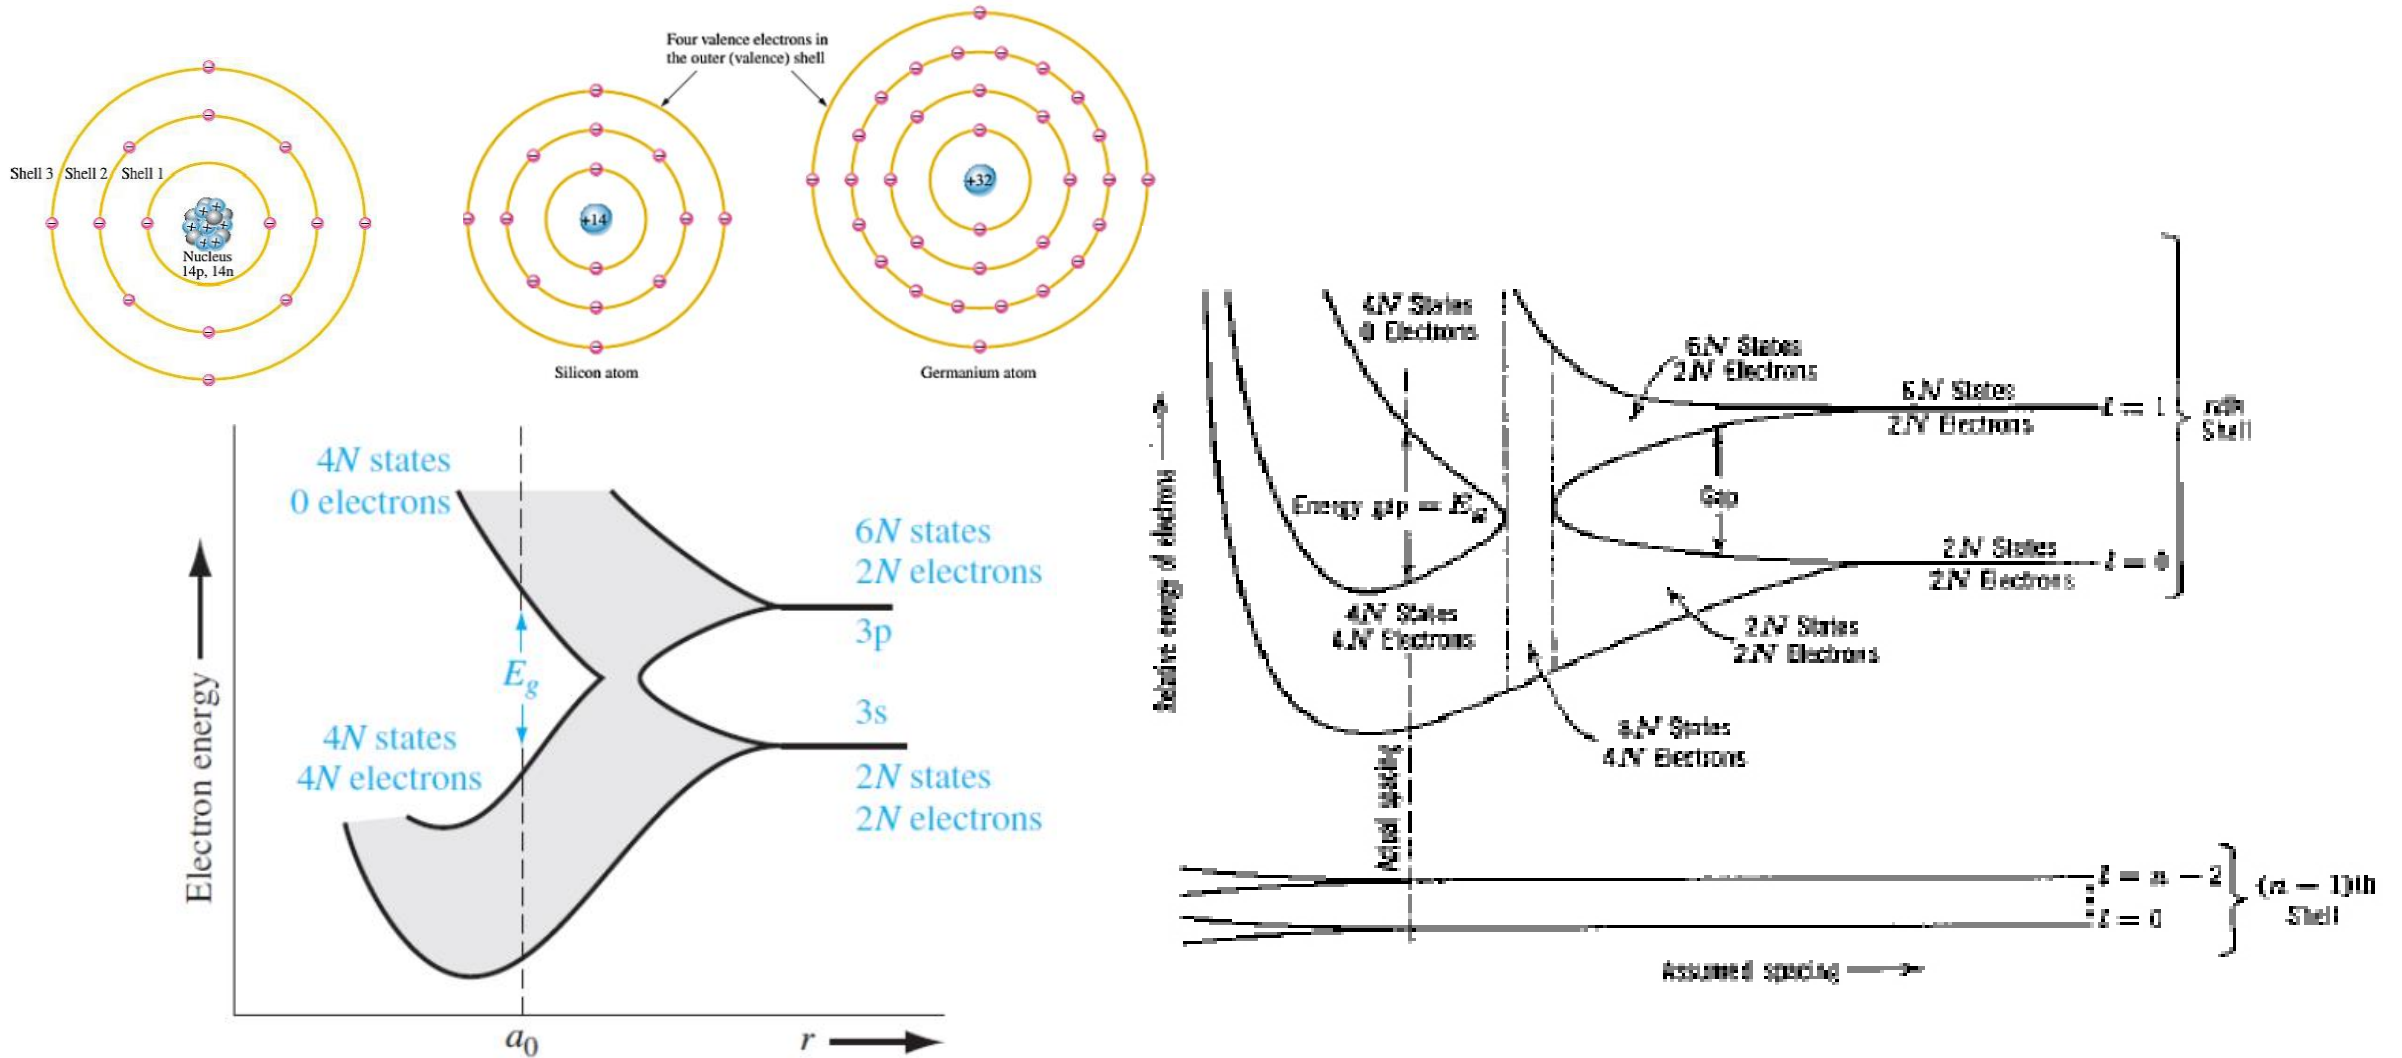 Four valence electrons in
the outer (valence) shell
Shell 3
Shell 2
Shell 1
Nucleus
14p, 14n
+14
+32
Silicon atom
Germanium atom
4N states
0 electrons
6N states
2N electrons
3p
Eg
3s
4N states
4N electrons
2N states
2N electrons
Electron energy
a0
r
4N States
0 Electrons
6N States
2N Electrons
6N States
2N Electrons
ℓ = 1
nth
Shell
Energy gap = Eg
Gap
2N States
2N Electrons
ℓ = 0
4N States
4N Electrons
2N States
2N Electrons
8N States
4N Electrons
Relative energy of electrons
Actual spacing
ℓ = n - 2
ℓ = 0
(n - 1)th
Shell
Assumed spacing